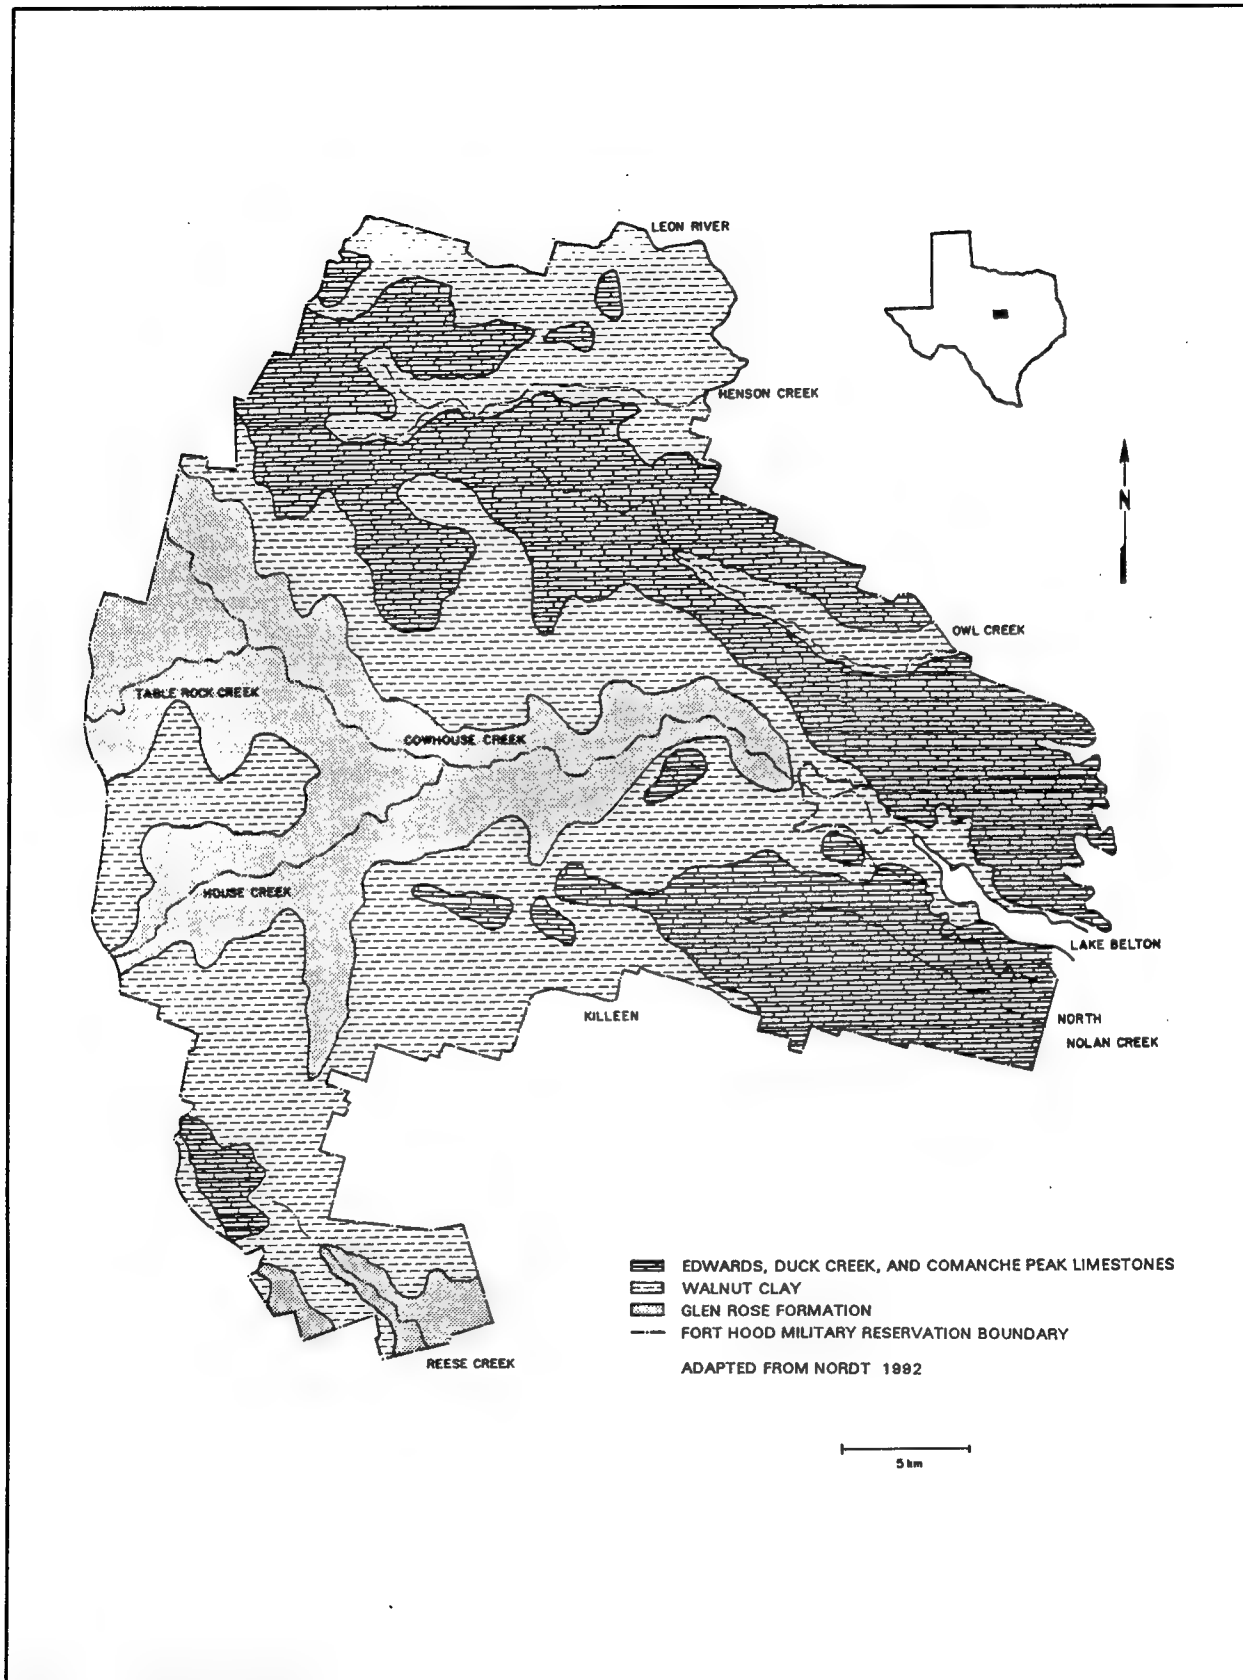 LEON RIVER
HENSON CREEK
N
OWL CREEK
TABLE ROCK CREEK
COWHOUSE CREEK
HOUSE CREEK
LAKE BELTON
KILLEEN
NORTH
NOLAN CREEK
EDWARDS, DUCK CREEK, AND COMANCHE PEAK LIMESTONES
WALNUT CLAY
GLEN ROSE FORMATION
FORT HOOD MILITARY RESERVATION BOUNDARY
REESE CREEK
ADAPTED FROM NORDT 1992
5 km